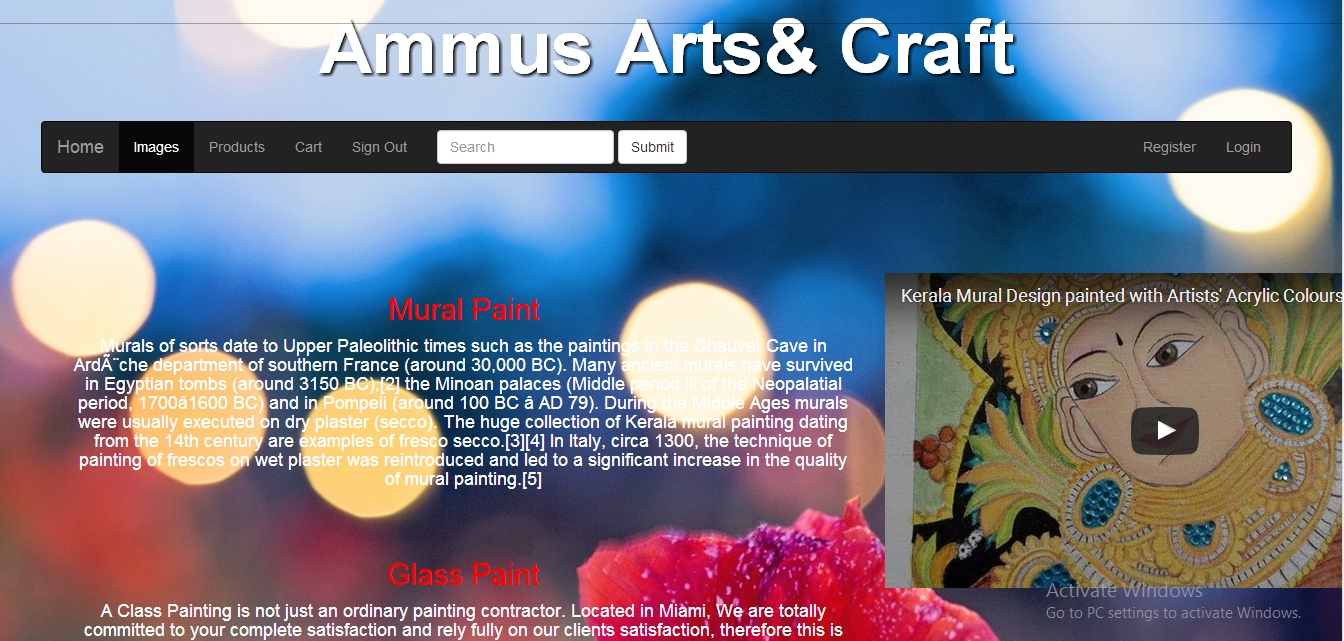 Ammus Arts& Craft
Home Images Products Cart Sign Out Search Submit Register Login
Mural Paint
Murals of sorts date to Upper Paleolithic times such as the paintings in the Chauvet Cave in
ArdÃ¨che department of southern France (around 30,000 BC). Many ancient murals have survived
in Egyptian tombs (around 3150 BC),[2] the Minoan palaces (Middle period III of the Neopalatial
period, 1700â1600 BC) and in Pompeii (around 100 BC â AD 79). During the Middle Ages murals
were usually executed on dry plaster (secco). The huge collection of Kerala mural painting dating
from the 14th century are examples of fresco secco.[3][4] In Italy, circa 1300, the technique of
painting of frescos on wet plaster was reintroduced and led to a significant increase in the quality
of mural painting.[5]
Kerala Mural Design painted with Artists' Acrylic Colours
Glass Paint
A Class Painting is not just an ordinary painting contractor. Located in Miami, We are totally
committed to your complete satisfaction and rely fully on our clients satisfaction, therefore this is
Activate Windows
Go to PC settings to activate Windows.